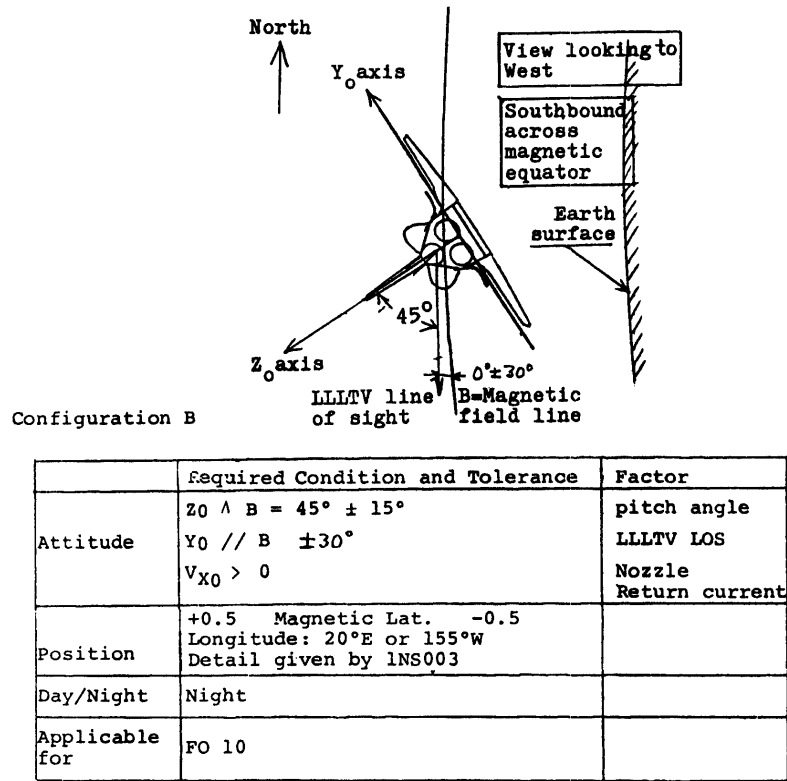 North
View looking to
West
Y₀ axis
Southbound
across
magnetic
equator
Earth
surface
45°
Z₀ axis
0°±30°
LLLTV line
of sight
B=Magnetic
field line
Configuration B
Required Condition and Tolerance
Factor
Attitude
Z0 ∧ B = 45° ± 15°
pitch angle
Y0 // B ±30°
LLLTV LOS
V_X0 > 0
Nozzle
Return current
Position
+0.5 Magnetic Lat. -0.5
Longitude: 20°E or 155°W
Detail given by 1NS003
Day/Night
Night
Applicable
for
FO 10